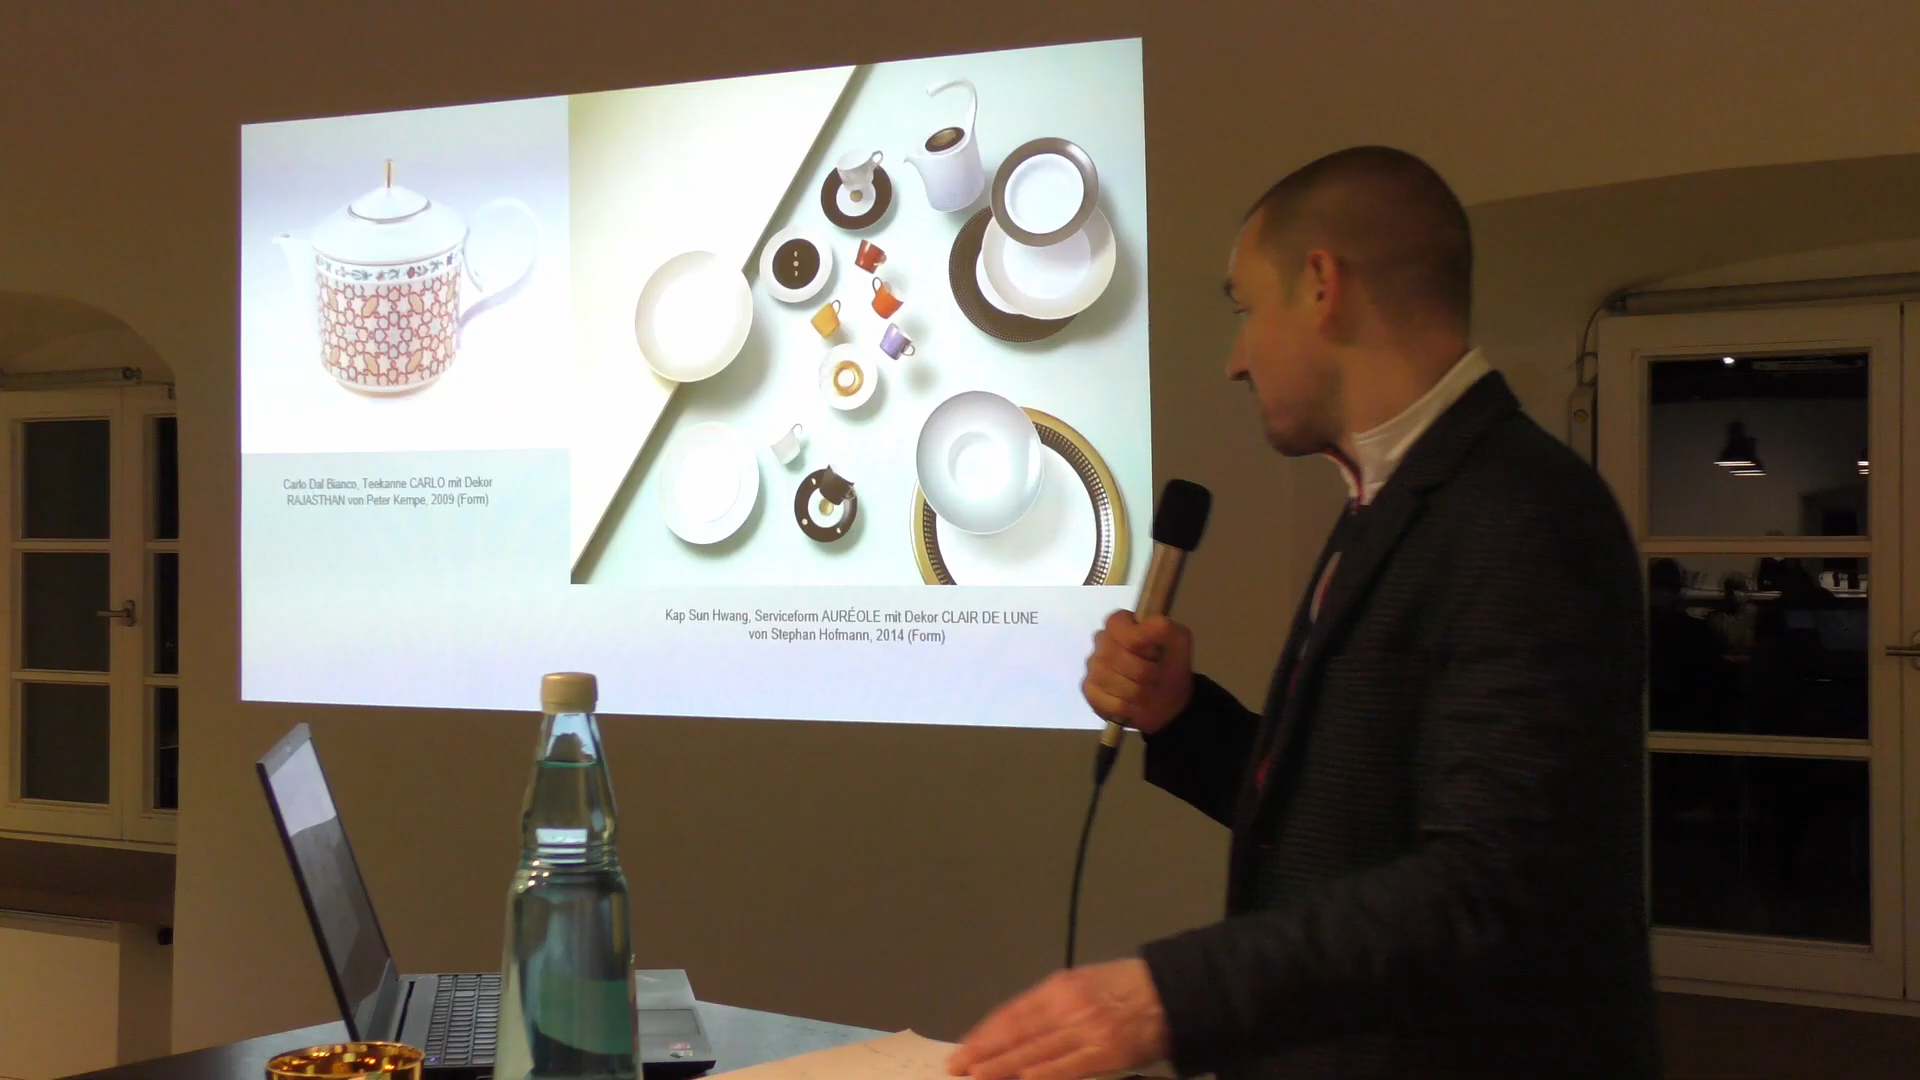 Carlo Dal Bianco, Teekanne CARLO mit Dekor
RAJASTHAN von Peter Kempe, 2009 (Form)
Kap Sun Hwang, Serviceform AURÉOLE mit Dekor CLAIR DE LUNE
von Stephan Hofmann, 2014 (Form)